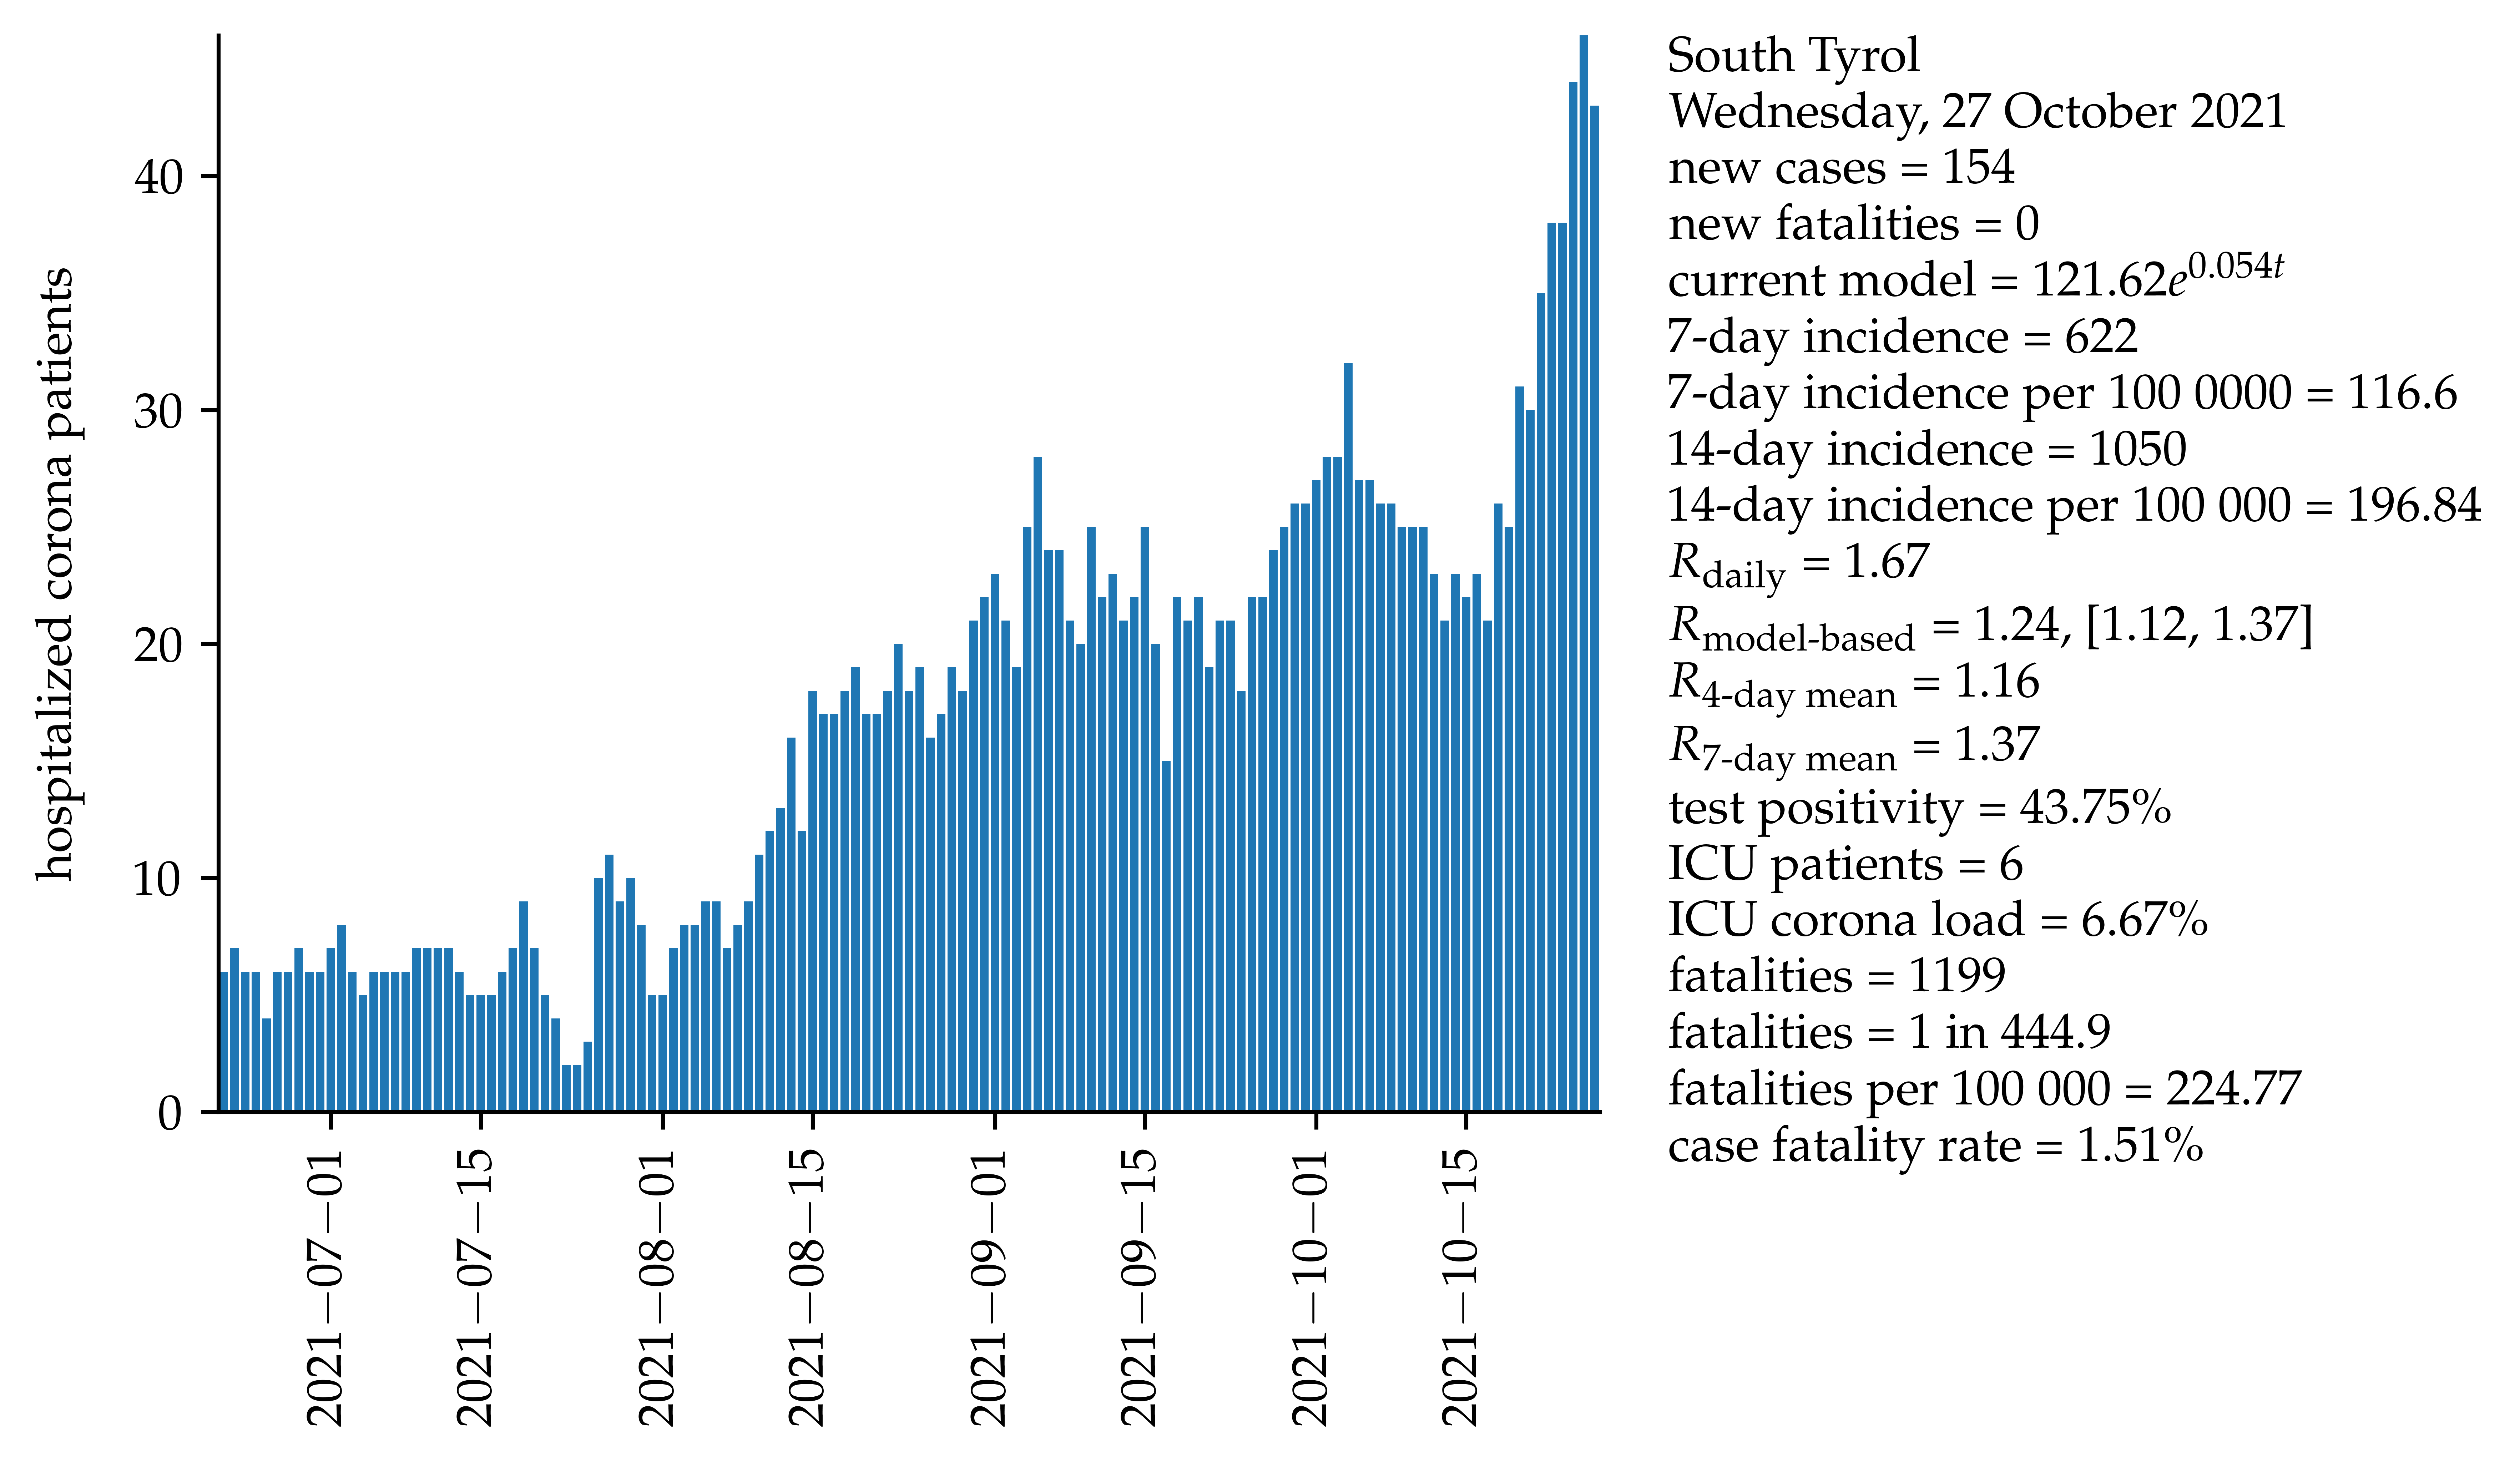 hospitalized corona patients
40
30
20
10
0
2021−07−01
2021−07−15
2021−08−01
2021−08−15
2021−09−01
2021−09−15
2021−10−01
2021−10−15
South Tyrol
Wednesday, 27 October 2021
new cases = 154
new fatalities = 0
current model = 121.62e^0.054t
7-day incidence = 622
7-day incidence per 100 0000 = 116.6
14-day incidence = 1050
14-day incidence per 100 000 = 196.84
R_daily = 1.67
R_model-based = 1.24, [1.12, 1.37]
R_4-day mean = 1.16
R_7-day mean = 1.37
test positivity = 43.75%
ICU patients = 6
ICU corona load = 6.67%
fatalities = 1199
fatalities = 1 in 444.9
fatalities per 100 000 = 224.77
case fatality rate = 1.51%